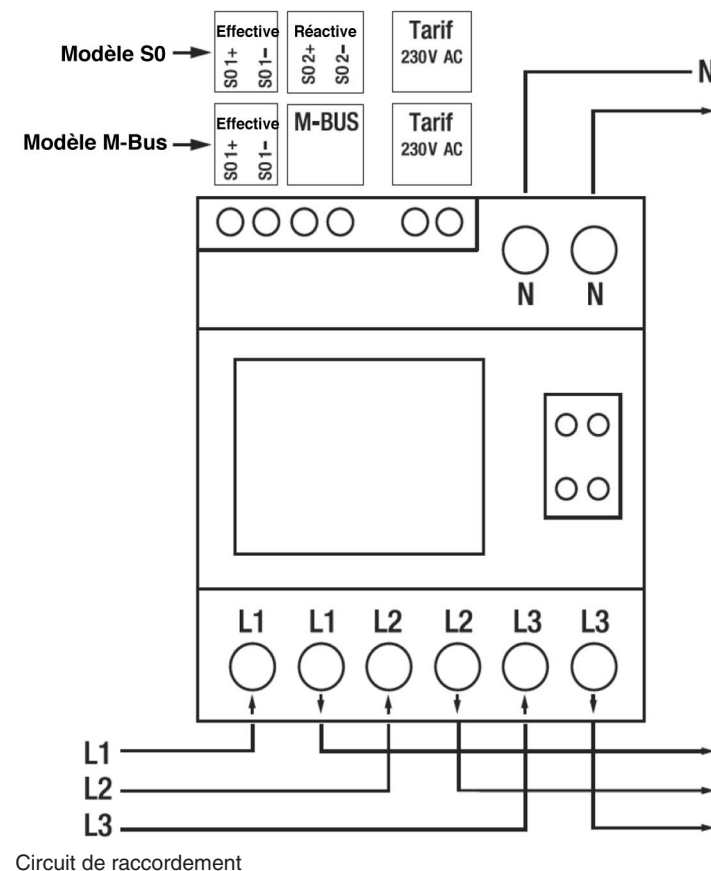 Modèle S0
Effective
S01+
S01-
Réactive
S02+
S02-
Tarif
230V AC
N
Modèle M-Bus
Effective
S01+
S01-
M-BUS
Tarif
230V AC
N
N
L1
L1
L2
L2
L3
L3
L1
L2
L3
Circuit de raccordement